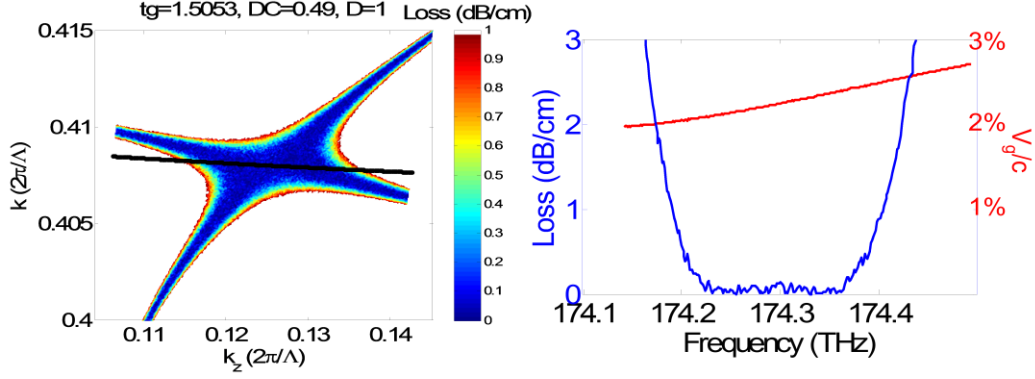 tg=1.5053, DC=0.49, D=1 Loss (dB/cm)
0.415
0.41
0.405
0.4
k (2π/Λ)
0.11 0.12 0.13 0.14
k_z (2π/Λ)
1
0.9
0.8
0.7
0.6
0.5
0.4
0.3
0.2
0.1
0
3
2
1
0
Loss (dB/cm)
3%
2%
1%
V_g/c
174.1 174.2 174.3 174.4
Frequency (THz)